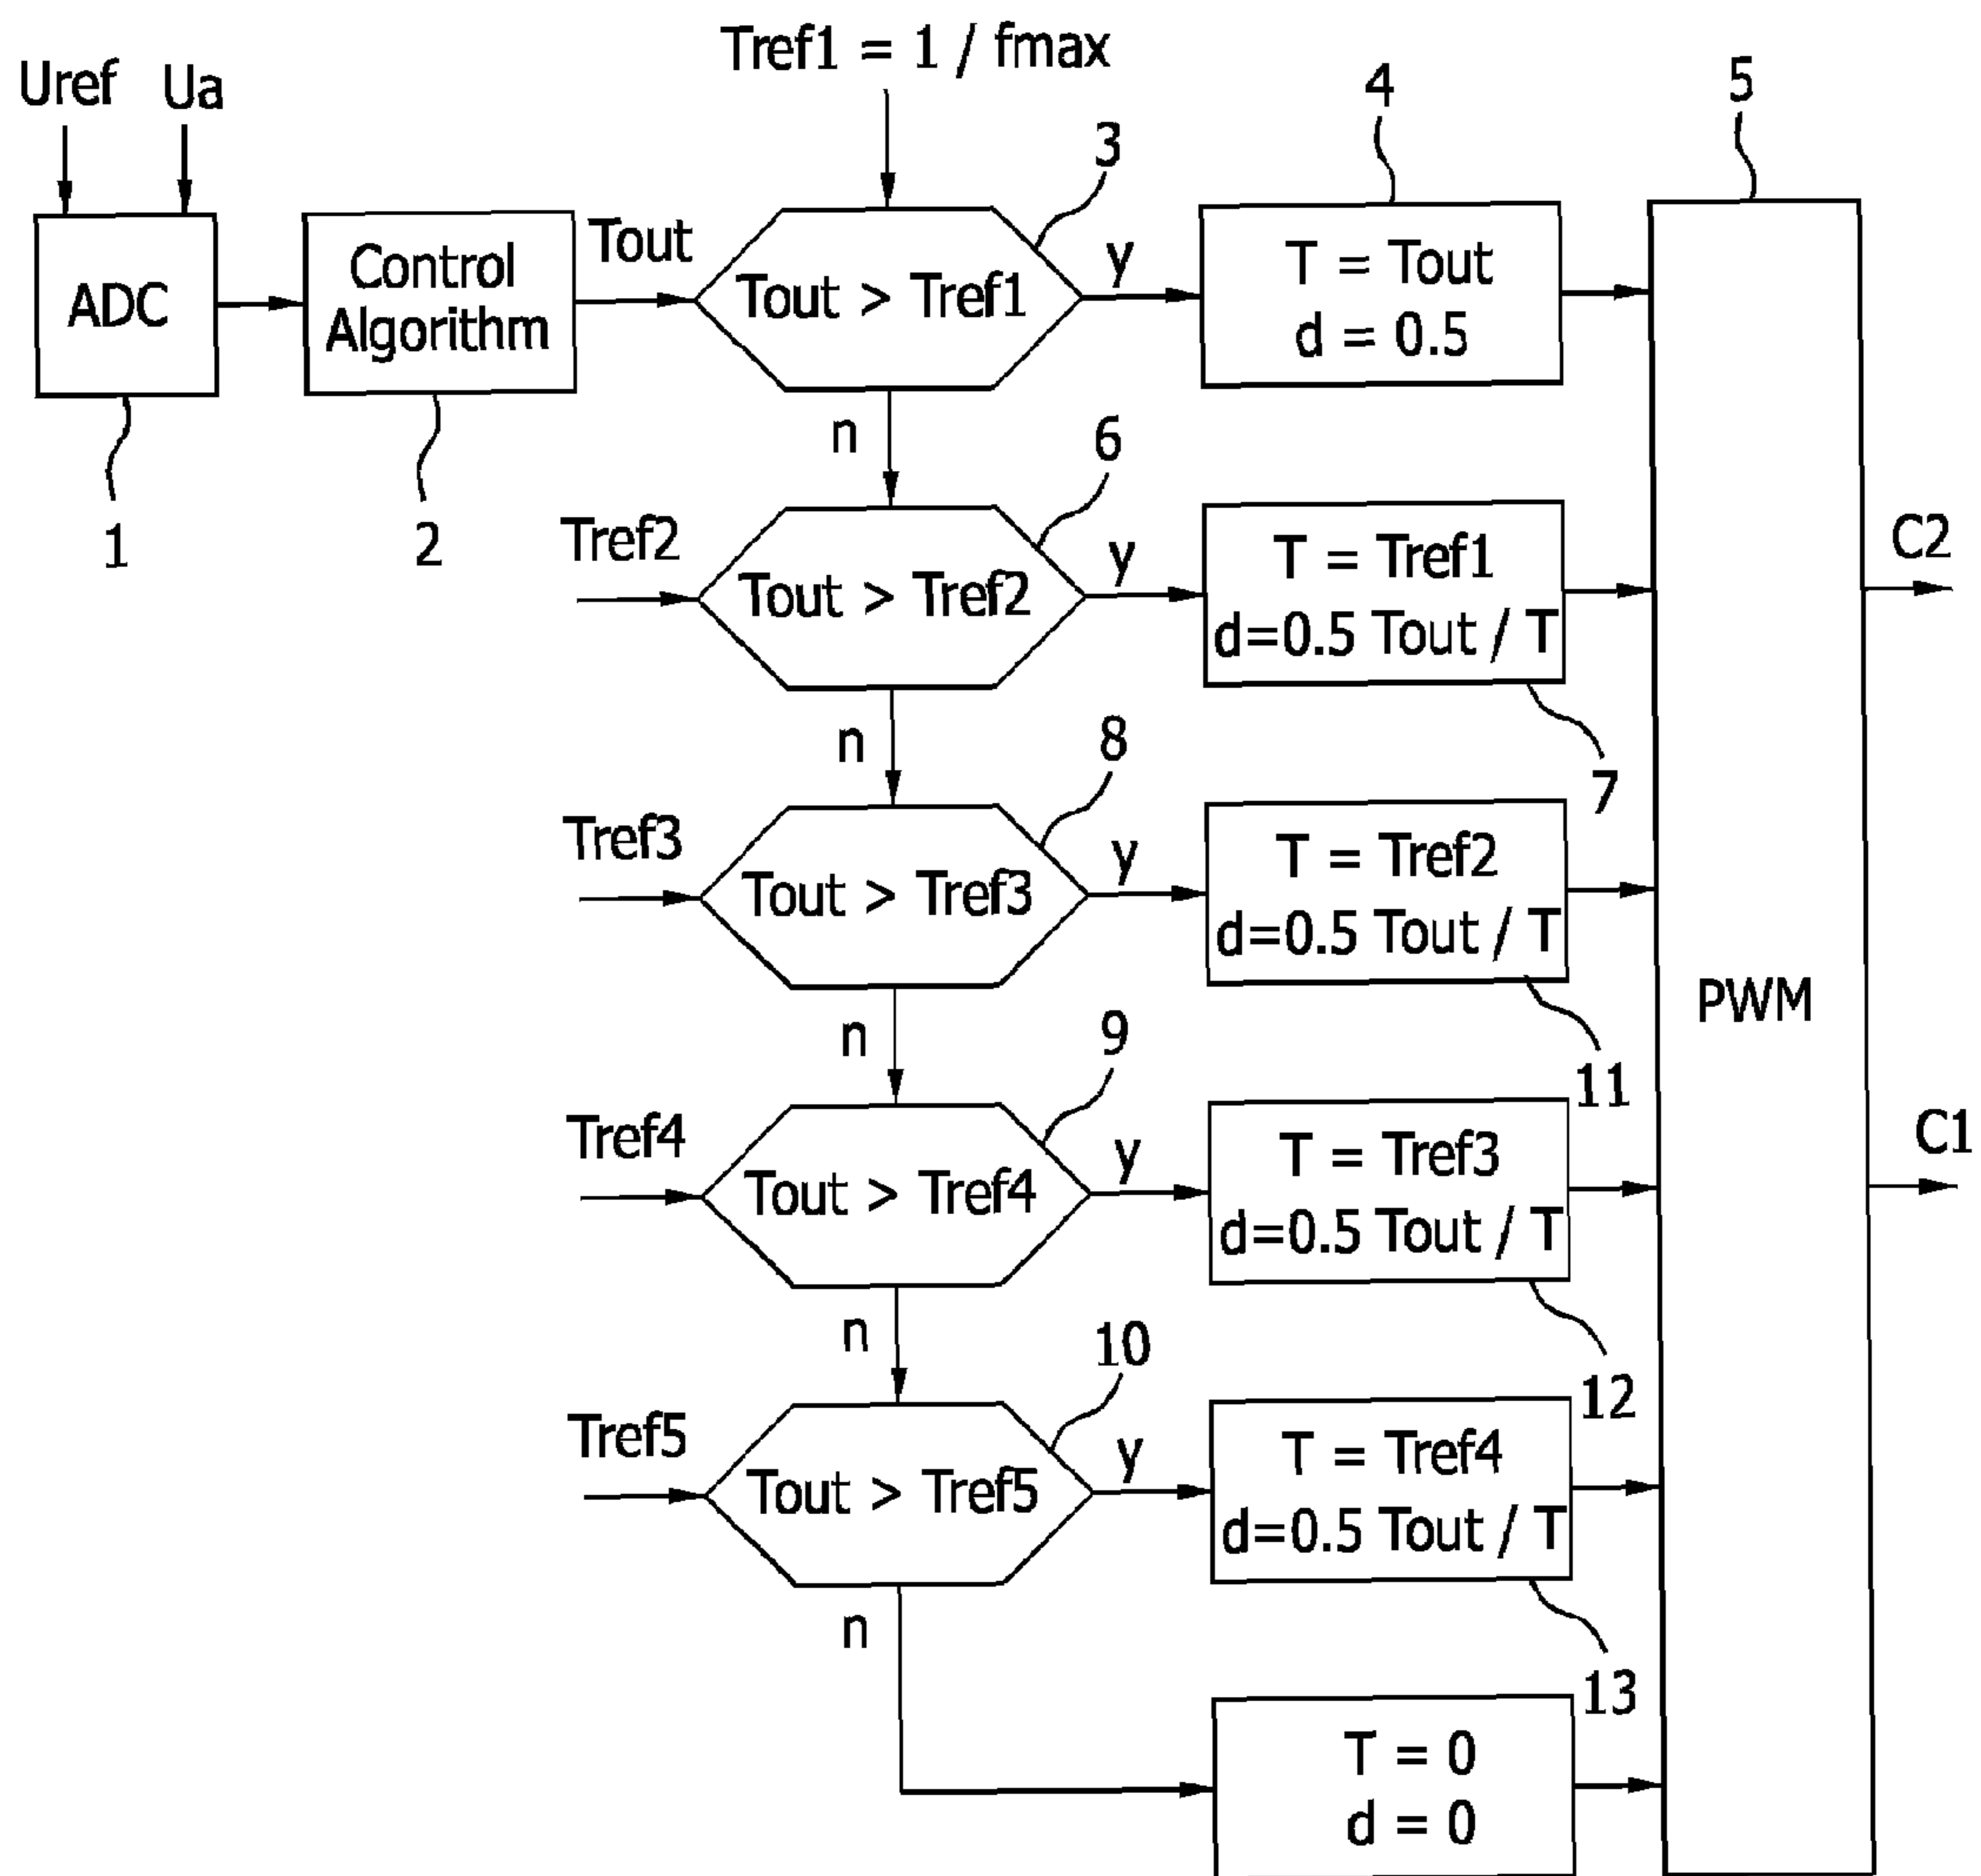 Tref1 = 1 / fmax
Uref
Ua
3
4
5
ADC
Control
Algorithm
Tout
Tout > Tref1
y
T = Tout
d = 0.5
1
2
n
6
Tref2
Tout > Tref2
y
T = Tref1
d=0.5 Tout / T
C2
n
8
7
Tref3
Tout > Tref3
y
T = Tref2
d=0.5 Tout / T
PWM
n
9
11
Tref4
Tout > Tref4
y
T = Tref3
d=0.5 Tout / T
C1
n
10
12
Tref5
Tout > Tref5
y
T = Tref4
d=0.5 Tout / T
n
13
T = 0
d = 0